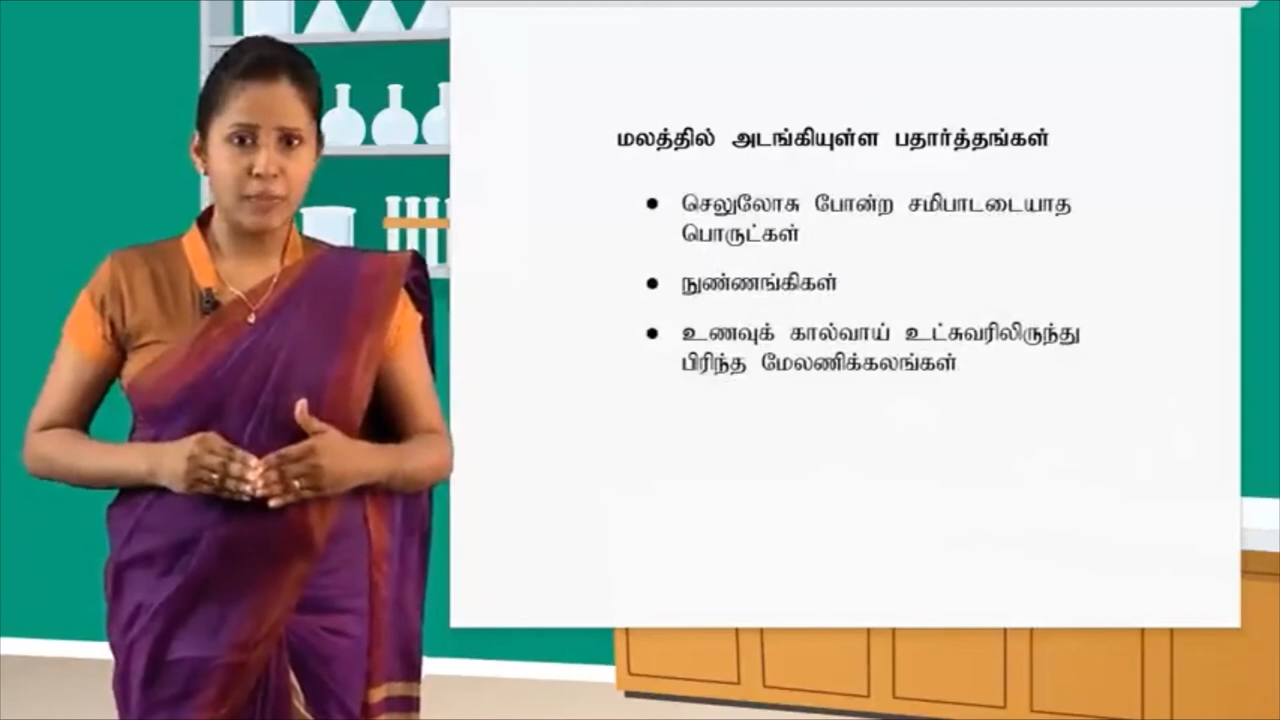 மலத்தில் அடங்கியுள்ள பதார்த்தங்கள்
● செலுலோசு போன்ற சமிபாடடையாத
பொருட்கள்
● நுண்ணங்கிகள்
● உணவுக் கால்வாய் உட்சுவரிலிருந்து
பிரிந்த மேலணிக்கலங்கள்